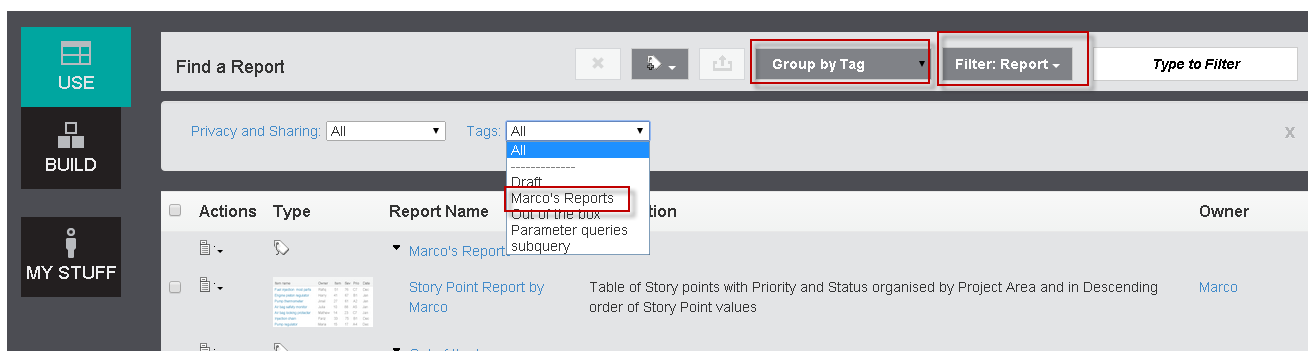 USE
BUILD
MY STUFF
Find a Report
Group by Tag
Filter: Report
Type to Filter
Privacy and Sharing: All
Tags: All
X
All
-------------
Draft
Marco's Reports
Out of the box
Parameter queries
subquery
Actions Type Report Name Owner
Marco's Reports
Story Point Report by
Marco
Table of Story points with Priority and Status organised by Project Area and in Descending
order of Story Point values
Marco